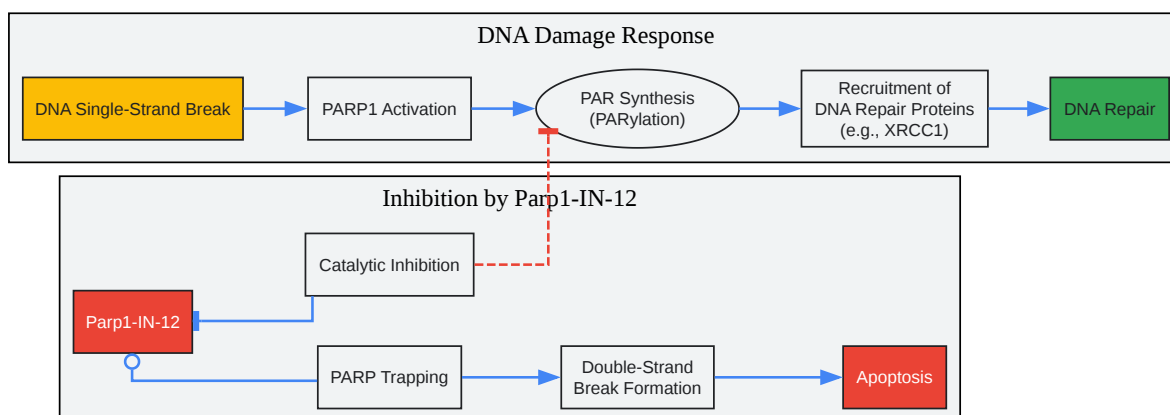 DNA Damage Response
DNA Single-Strand Break
PARP1 Activation
PAR Synthesis
(PARylation)
Recruitment of
DNA Repair Proteins
(e.g., XRCC1)
DNA Repair
Inhibition by Parp1-IN-12
Catalytic Inhibition
Parp1-IN-12
PARP Trapping
Double-Strand
Break Formation
Apoptosis